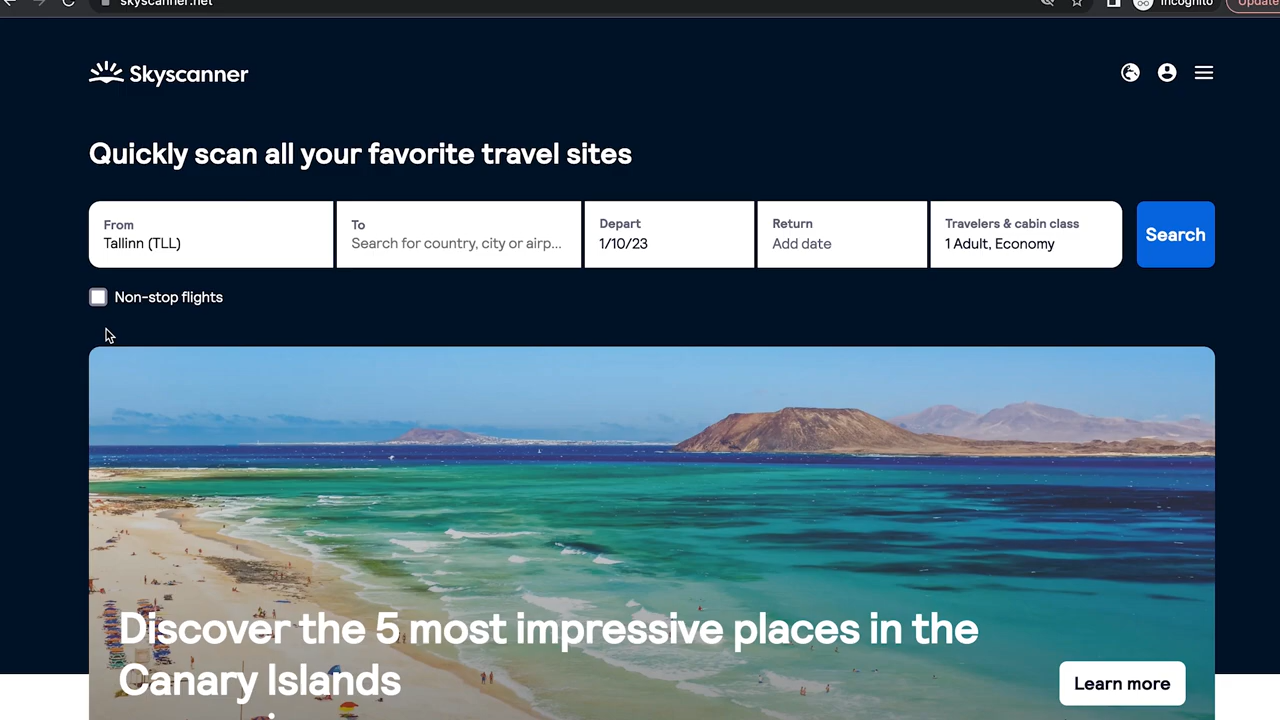 skyscanner.net
Incognito
Update
Skyscanner
Quickly scan all your favorite travel sites
From
Tallinn (TLL)
To
Search for country, city or airp...
Depart
1/10/23
Return
Add date
Travelers & cabin class
1 Adult, Economy
Search
Non-stop flights
Discover the 5 most impressive places in the
Canary Islands
Learn more